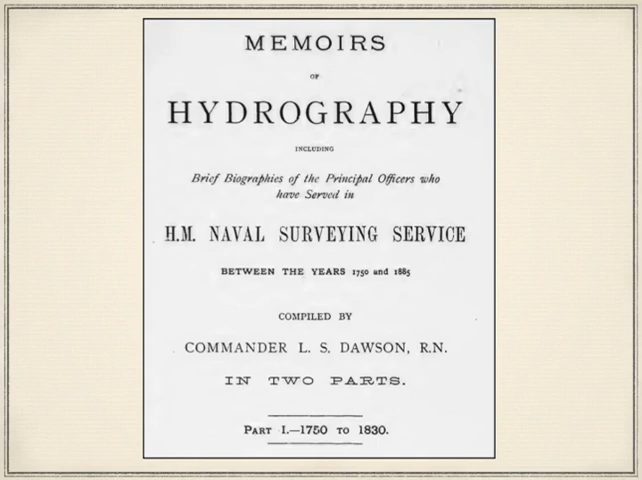 MEMOIRS
OF
HYDROGRAPHY
INCLUDING
Brief Biographies of the Principal Officers who
have Served in
H.M. NAVAL SURVEYING SERVICE
BETWEEN THE YEARS 1750 and 1885
COMPILED BY
COMMANDER L. S. DAWSON, R.N.
IN TWO PARTS.
PART I.—1750 TO 1830.